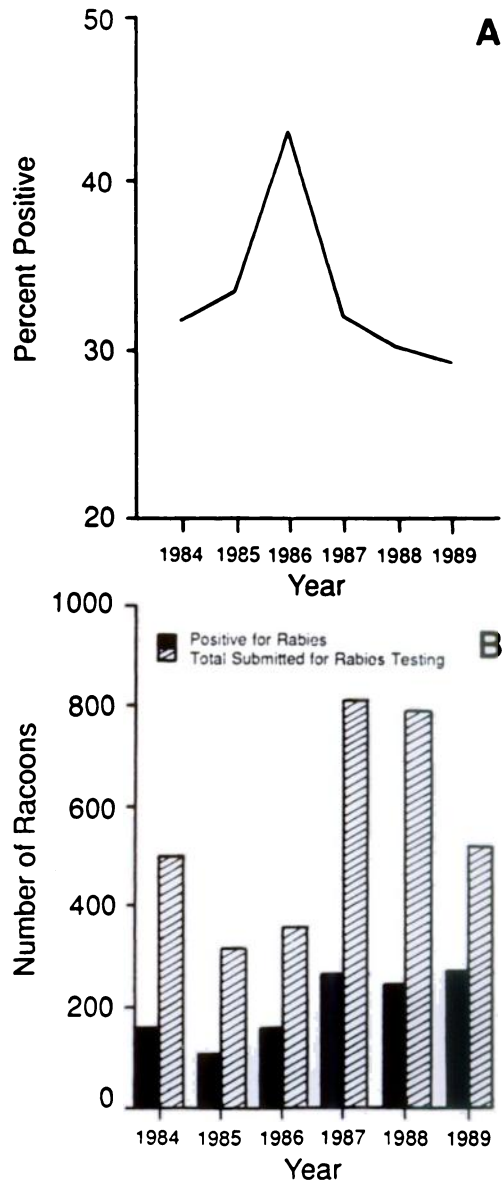 A
50
40
30
20
Percent Positive
1984 1985 1986 1987 1988 1989
Year
B
Positive for Rabies
Total Submitted for Rabies Testing
1000
800
600
400
200
0
Number of Racoons
1984 1985 1986 1987 1988 1989
Year